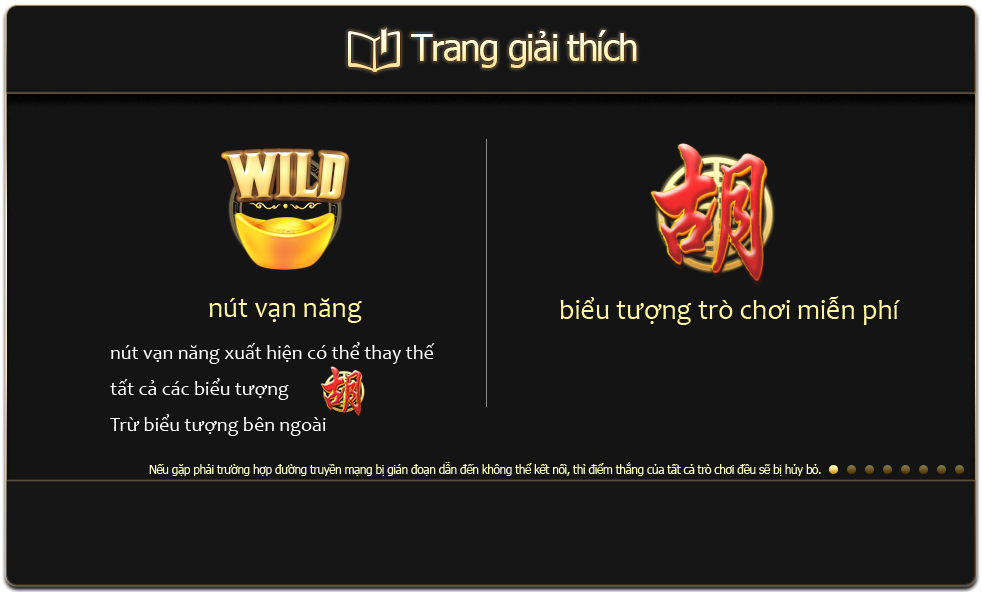 Trang giải thích
WILD
nút vạn năng
nút vạn năng xuất hiện có thể thay thế
tất cả các biểu tượng 胡
Trừ biểu tượng bên ngoài
胡
biểu tượng trò chơi miễn phí
Nếu gặp phải trường hợp đường truyền mạng bị gián đoạn dẫn đến không thể kết nối, thì điểm thắng của tất cả trò chơi đều sẽ bị hủy bỏ.